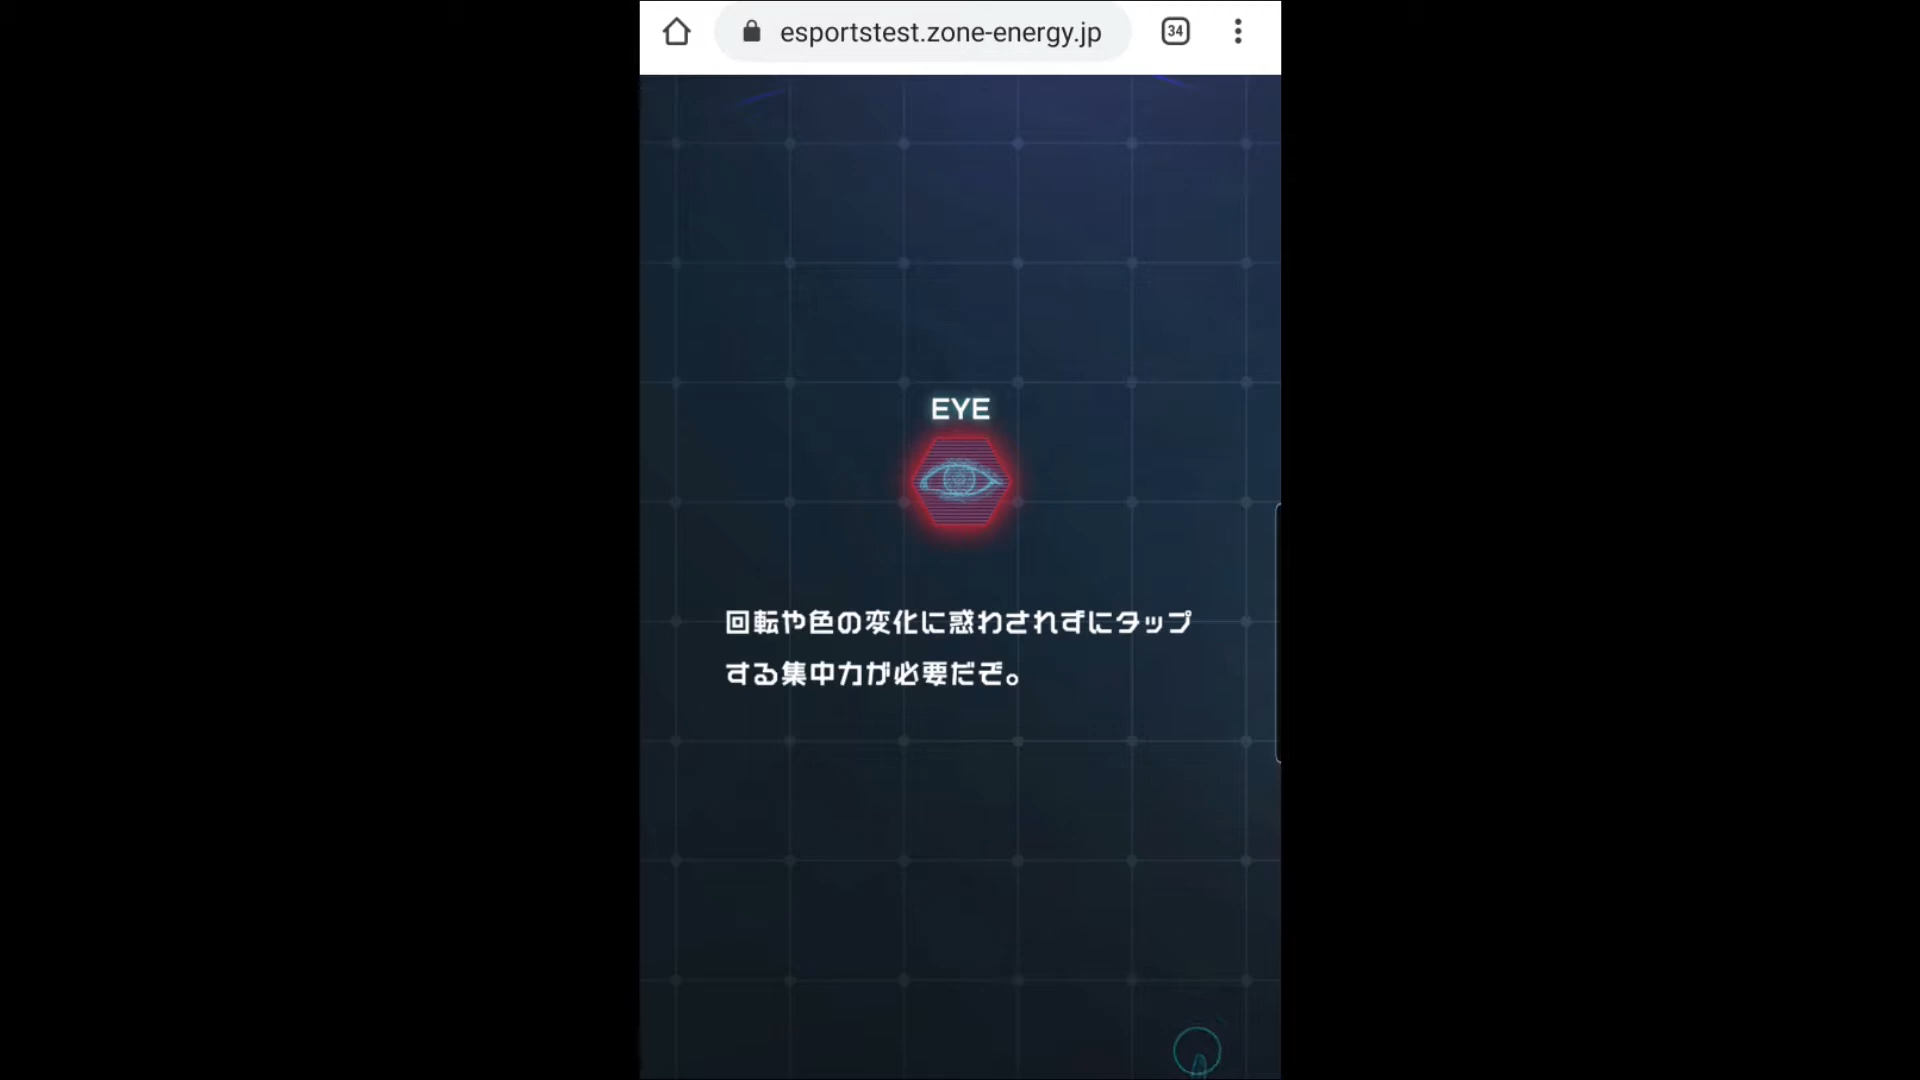 esportstest.zone-energy.jp
34
EYE
回転や色の変化に惑わされずにタップ
する集中力が必要だぞ。